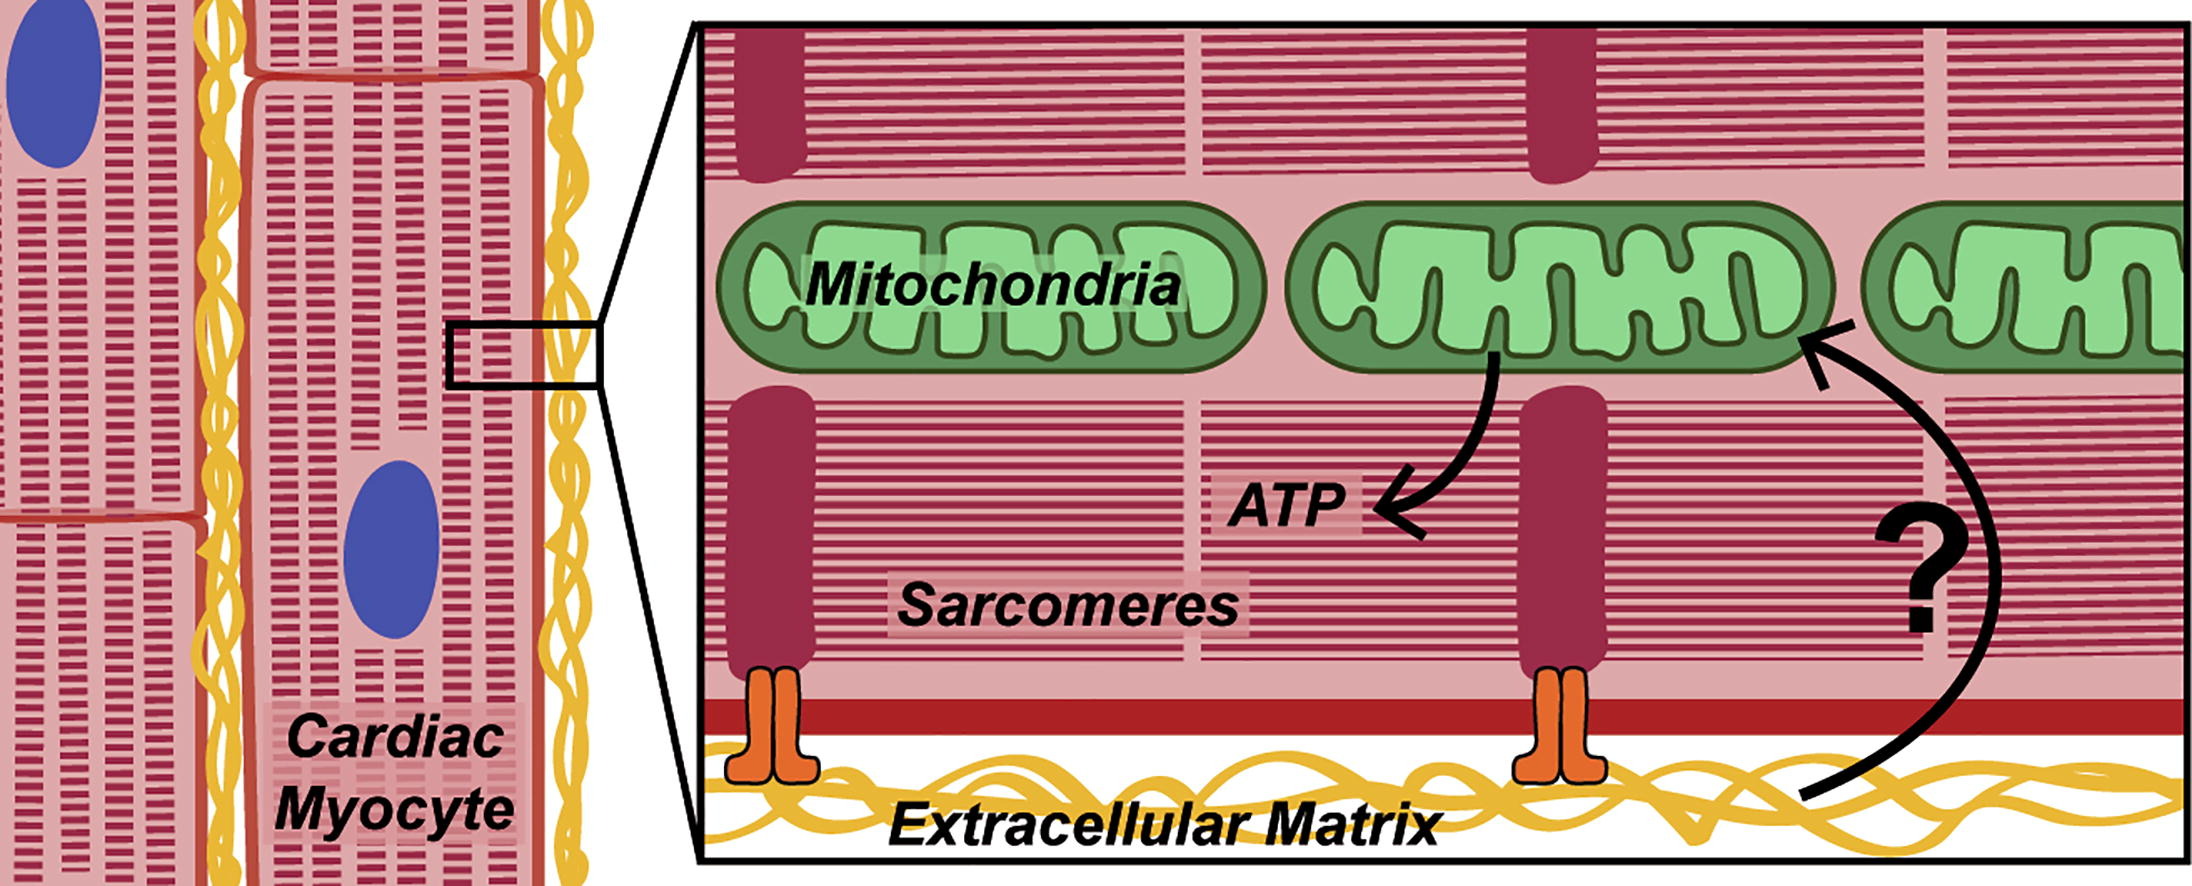 Cardiac
Myocyte
Mitochondria
ATP
?
Sarcomeres
Extracellular Matrix